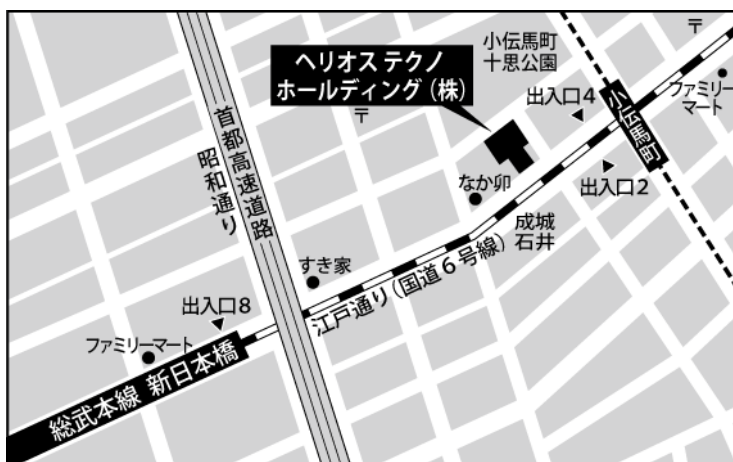 ヘリオス テクノ
ホールディング（株）
小伝馬町
十思公園
〒
〒
出入口4
小伝馬町
ファミリー
マート
出入口2
首都高速道路
昭和通り
なか卯
成城
石井
すき家
江戸通り（国道６号線）
出入口8
ファミリーマート
総武本線 新日本橋